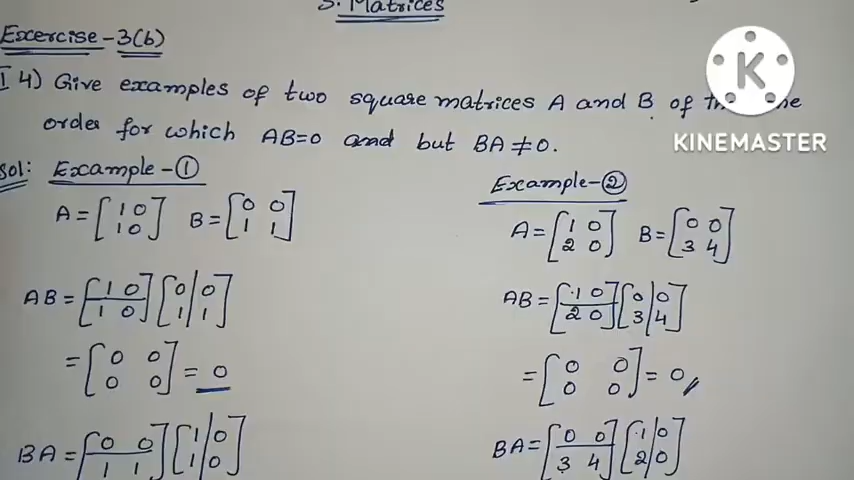 3. Matrices
Excercise-3(b)
I 4) Give examples of two square matrices A and B of the
order for which AB=0 and but BA≠0.
Sol: Example-①
A = [1 0
1 0] B = [0 0
1 1]
AB = [1 0
1 0] [0 0
1 1]
= [0 0
0 0] = 0
BA = [0 0
1 1] [1 0
1 0]
Example-②
A = [1 0
2 0] B = [0 0
3 4]
AB = [1 0
2 0] [0 0
3 4]
= [0 0
0 0] = 0
BA = [0 0
3 4] [1 0
2 0]
K
KINEMASTER